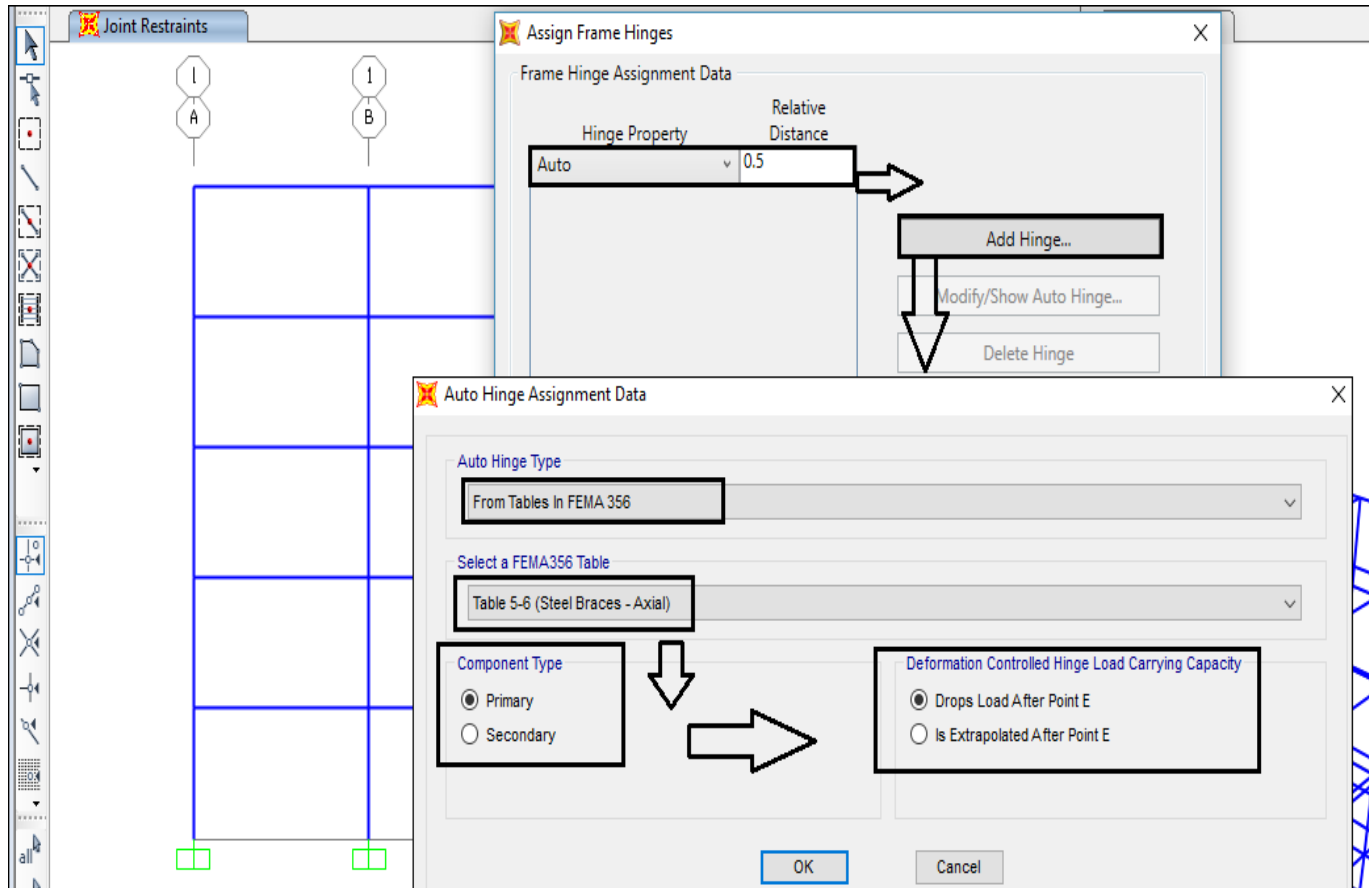 Joint Restraints
1
1
A
B
Assign Frame Hinges
Frame Hinge Assignment Data
Relative
Hinge Property
Distance
Auto
0.5
Add Hinge...
Modify/Show Auto Hinge...
Delete Hinge
Auto Hinge Assignment Data
Auto Hinge Type
From Tables In FEMA 356
Select a FEMA356 Table
Table 5-6 (Steel Braces - Axial)
Component Type
Primary
Secondary
Deformation Controlled Hinge Load Carrying Capacity
Drops Load After Point E
Is Extrapolated After Point E
OK
Cancel
all